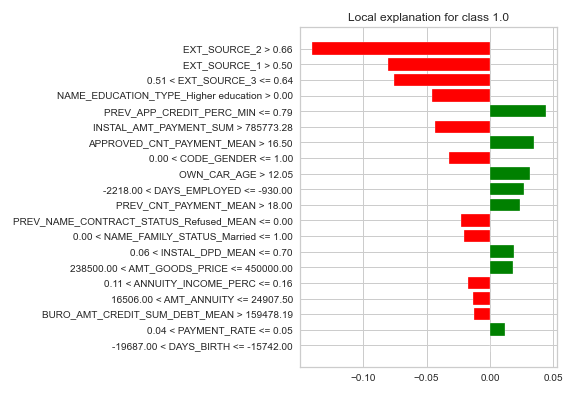 Local explanation for class 1.0
EXT_SOURCE_2 > 0.66
EXT_SOURCE_1 > 0.50
0.51 < EXT_SOURCE_3 <= 0.64
NAME_EDUCATION_TYPE_Higher education > 0.00
PREV_APP_CREDIT_PERC_MIN <= 0.79
INSTAL_AMT_PAYMENT_SUM > 785773.28
APPROVED_CNT_PAYMENT_MEAN > 16.50
0.00 < CODE_GENDER <= 1.00
OWN_CAR_AGE > 12.05
-2218.00 < DAYS_EMPLOYED <= -930.00
PREV_CNT_PAYMENT_MEAN > 18.00
PREV_NAME_CONTRACT_STATUS_Refused_MEAN <= 0.00
0.00 < NAME_FAMILY_STATUS_Married <= 1.00
0.06 < INSTAL_DPD_MEAN <= 0.70
238500.00 < AMT_GOODS_PRICE <= 450000.00
0.11 < ANNUITY_INCOME_PERC <= 0.16
16506.00 < AMT_ANNUITY <= 24907.50
BURO_AMT_CREDIT_SUM_DEBT_MEAN > 159478.19
0.04 < PAYMENT_RATE <= 0.05
-19687.00 < DAYS_BIRTH <= -15742.00
−0.10 −0.05 0.00 0.05